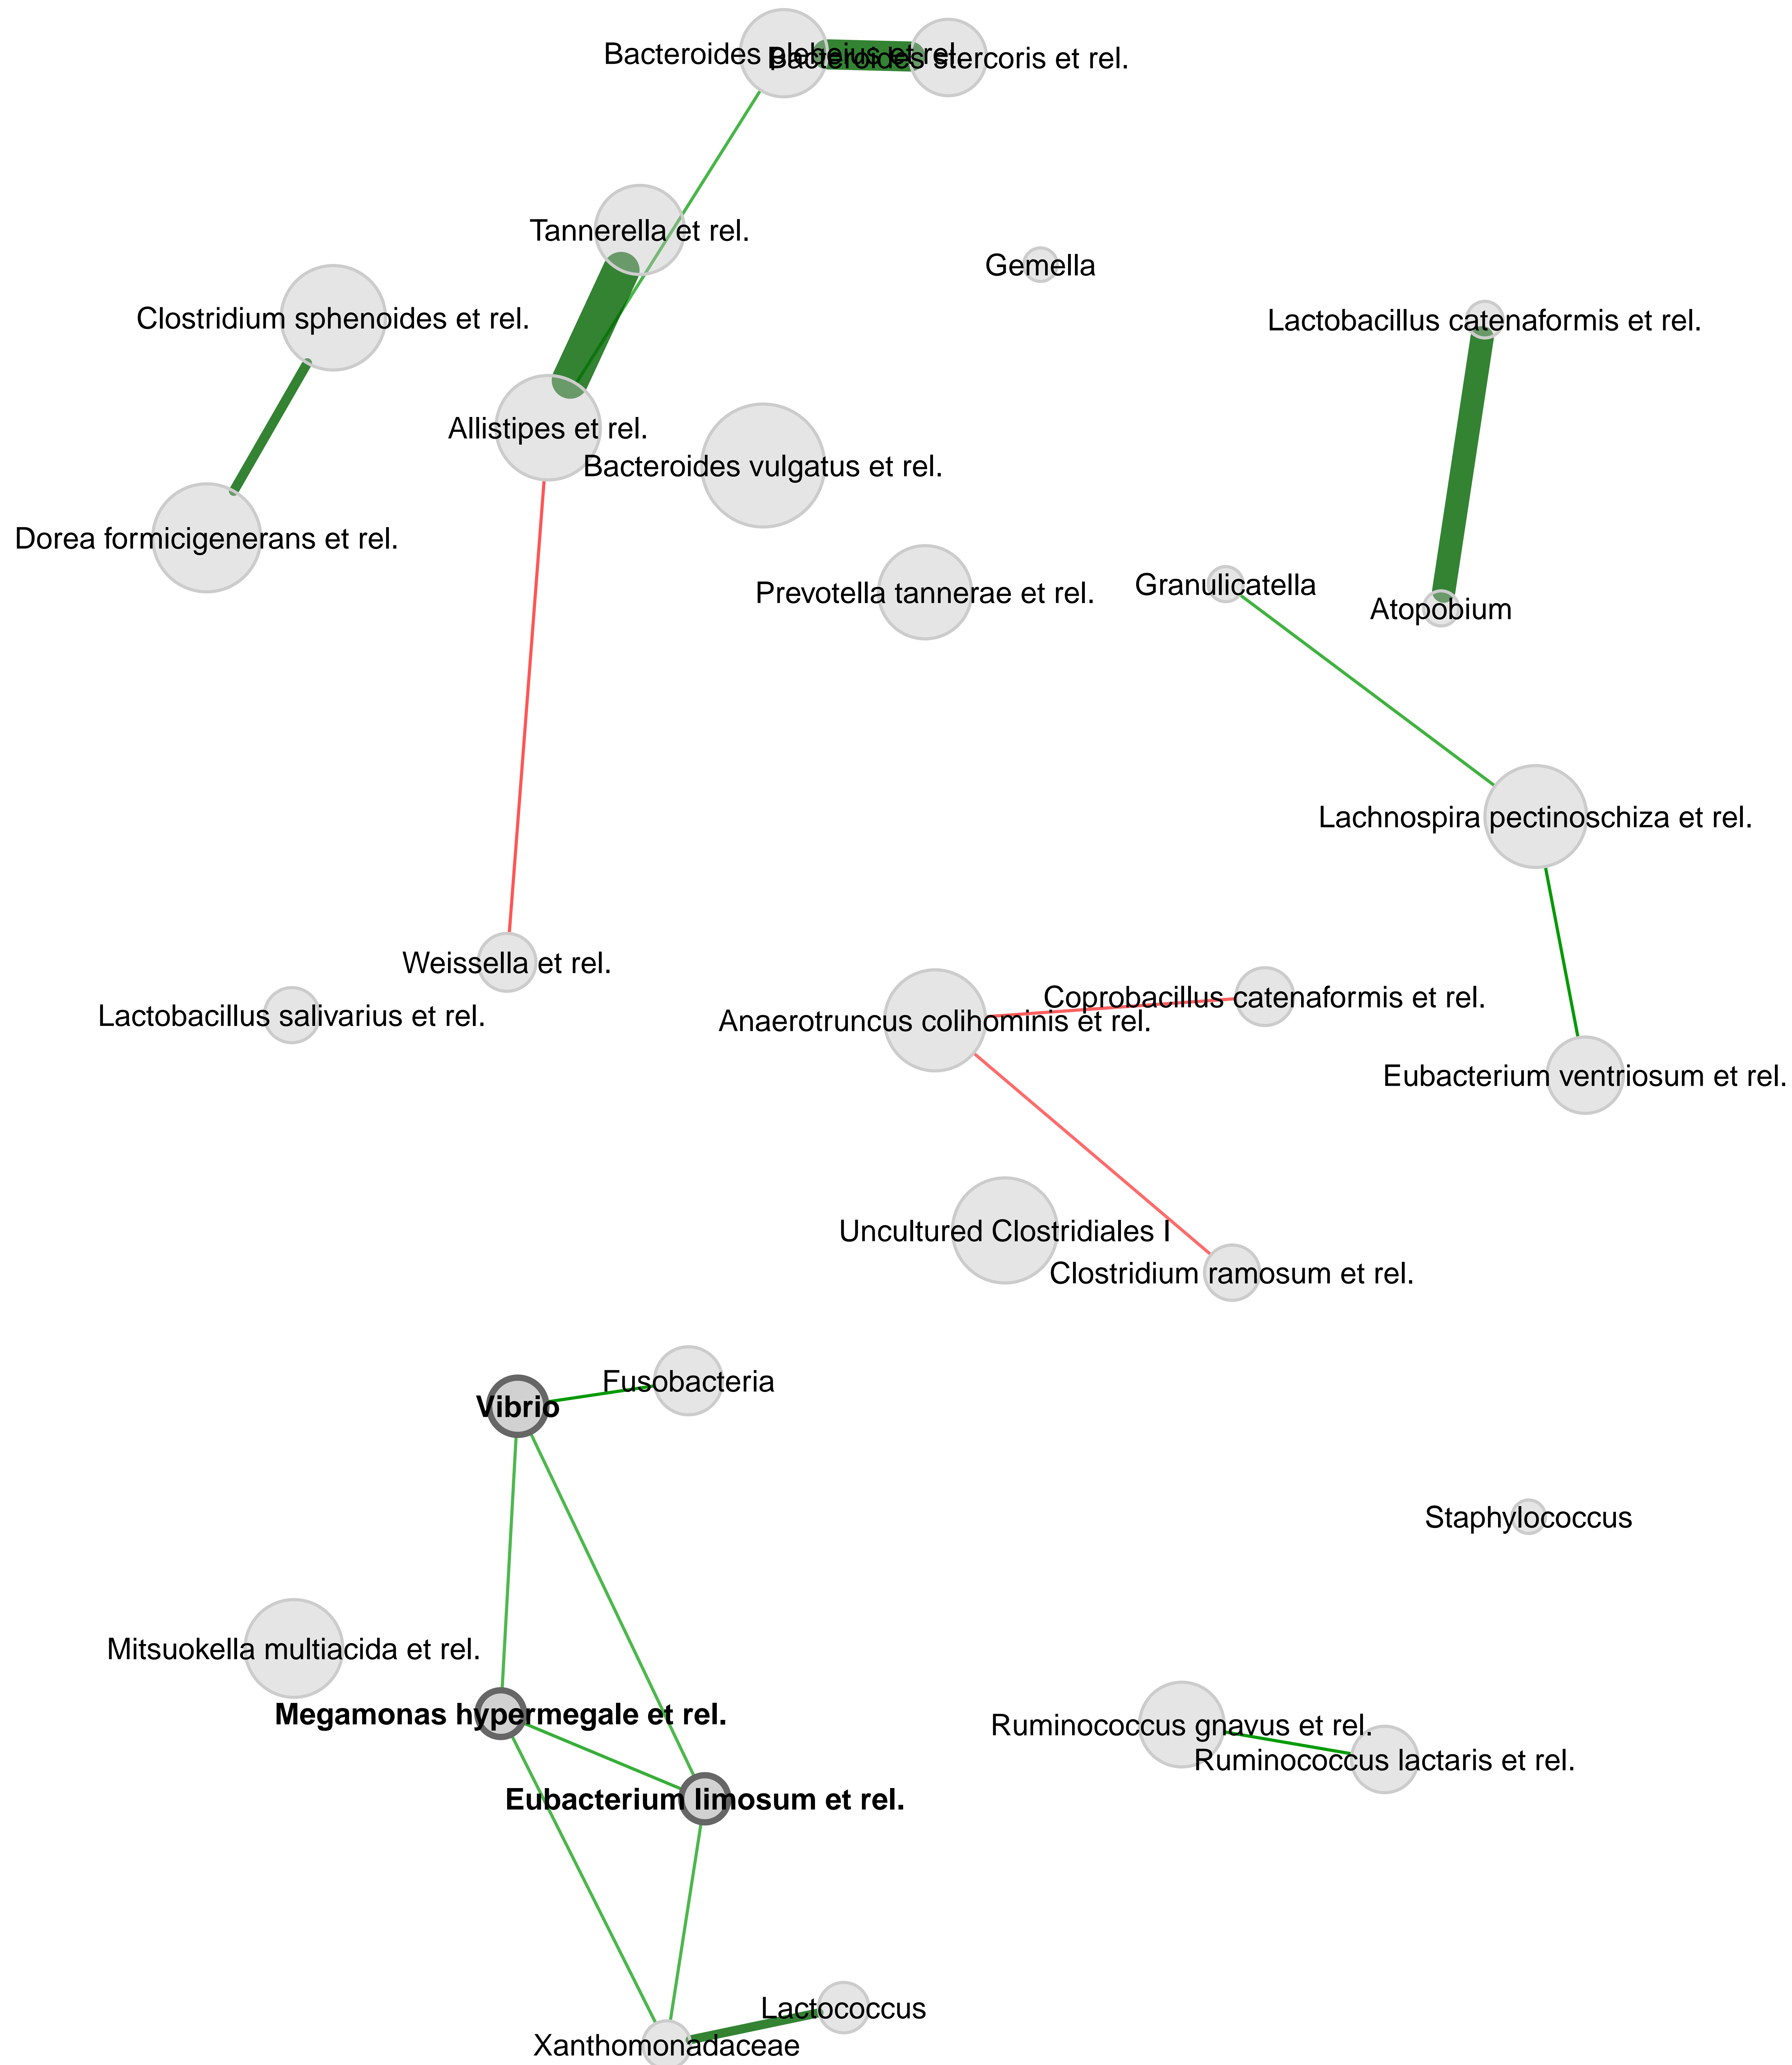 Bacteroides plebeius et rel.
Bacteroides stercoris et rel.
Tannerella et rel.
Gemella
Clostridium sphenoides et rel.
Lactobacillus catenaformis et rel.
Allistipes et rel.
Bacteroides vulgatus et rel.
Dorea formicigenerans et rel.
Prevotella tannerae et rel.
Granulicatella
Atopobium
Lachnospira pectinoschiza et rel.
Weissella et rel.
Lactobacillus salivarius et rel.
Coprobacillus catenaformis et rel.
Anaerotruncus colihominis et rel.
Eubacterium ventriosum et rel.
Uncultured Clostridiales I
Clostridium ramosum et rel.
Fusobacteria
Vibrio
Staphylococcus
Mitsuokella multiacida et rel.
Megamonas hypermegale et rel.
Ruminococcus gnavus et rel.
Ruminococcus lactaris et rel.
Eubacterium limosum et rel.
Lactococcus
Xanthomonadaceae